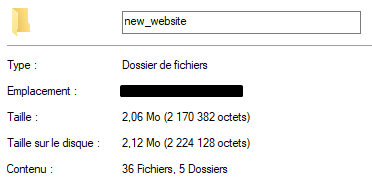 new_website
Type : Dossier de fichiers
Emplacement :
Taille : 2,06 Mo (2 170 382 octets)
Taille sur le disque : 2,12 Mo (2 224 128 octets)
Contenu : 36 Fichiers, 5 Dossiers